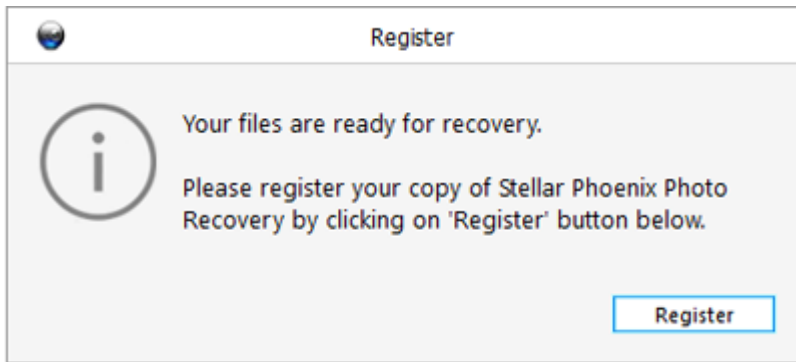 Register
Your files are ready for recovery.
Please register your copy of Stellar Phoenix Photo
Recovery by clicking on 'Register' button below.
Register